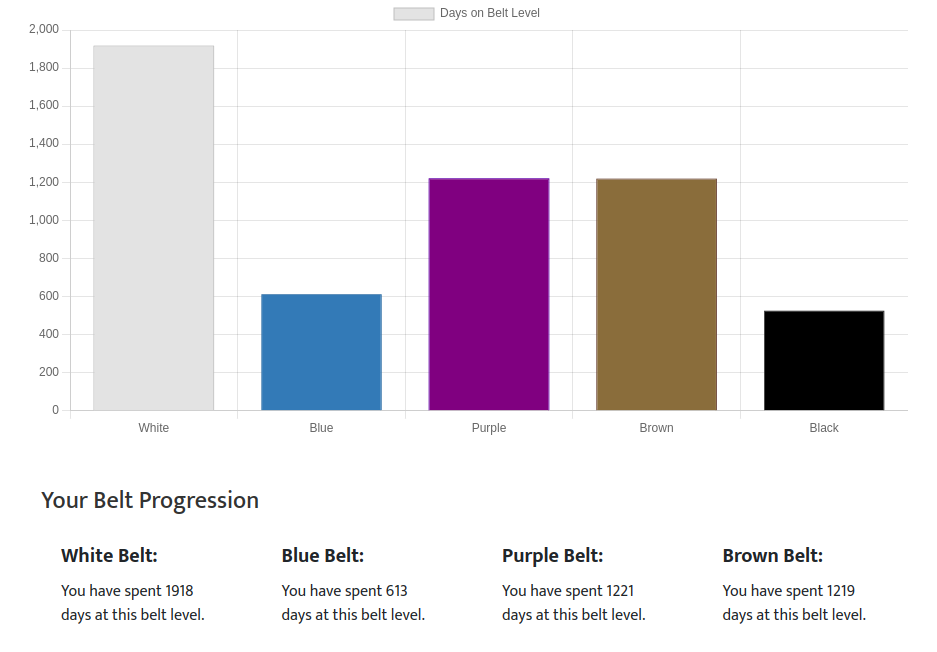 Days on Belt Level
2,000
1,800
1,600
1,400
1,200
1,000
800
600
400
200
0
White Blue Purple Brown Black
Your Belt Progression
White Belt:
You have spent 1918
days at this belt level.
Blue Belt:
You have spent 613
days at this belt level.
Purple Belt:
You have spent 1221
days at this belt level.
Brown Belt:
You have spent 1219
days at this belt level.